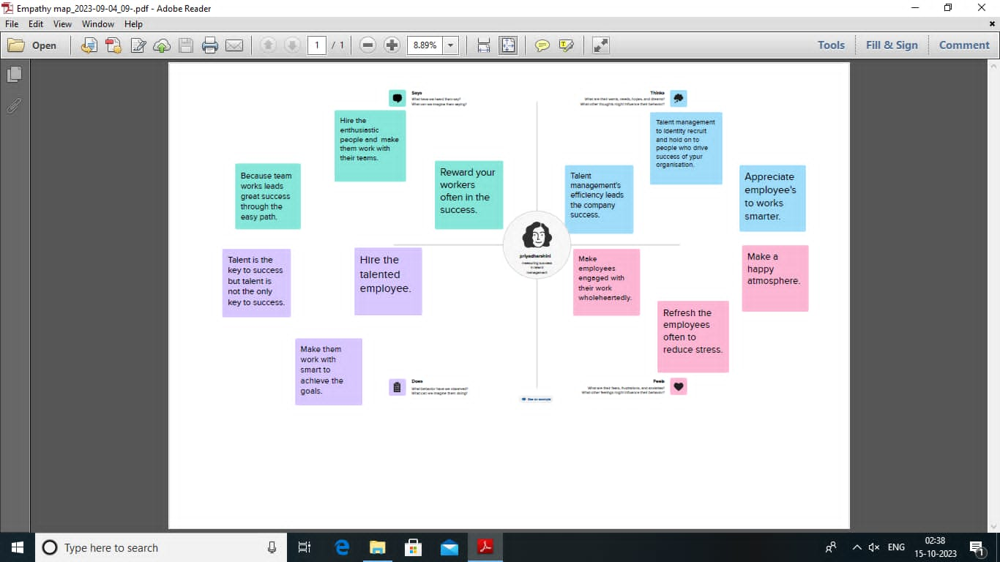 Empathy map_2023-09-04_09-.pdf - Adobe Reader
File Edit View Window Help
Open
1 / 1
8.89%
Tools
Fill & Sign
Comment
Says
What have we heard them say?
What can we imagine them saying?
Hire the
enthusiastic
people and make
them work with
their teams.
Because team
works leads
great success
through the
easy path.
Reward your
workers
often in the
success.
Thinks
What are their wants, needs, hopes, and dreams?
What other thoughts might influence their behavior?
Talent management
to identity recruit
and hold on to
people who drive
success of ypur
organisation.
Talent
management's
efficiency leads
the company
success.
Appreciate
employee's
to works
smarter.
priyadharshini
measuring success
in talent
management
Talent is the
key to success
but talent is
not the only
key to success.
Hire the
talented
employee.
Make them
work with
smart to
achieve the
goals.
Does
What behavior have we observed?
What can we imagine them doing?
Make
employees
engaged with
their work
wholeheartedly.
Make a
happy
atmosphere.
Refresh the
employees
often to
reduce stress.
Feels
What are their fears, frustrations, and anxieties?
What other feelings might influence their behavior?
See an example
Type here to search
ENG
02:38
15-10-2023
1